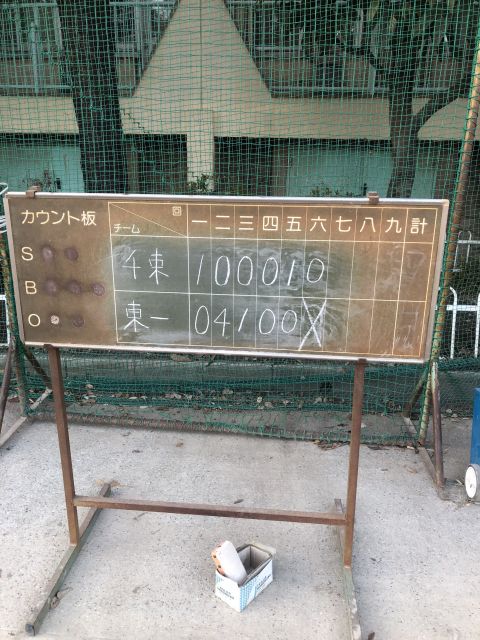 カウント板 回 チーム 一 二 三 四 五 六 七 八 九 計
S
B
O
千東 1 0 0 0 1 0
東一 0 4 1 0 0 X